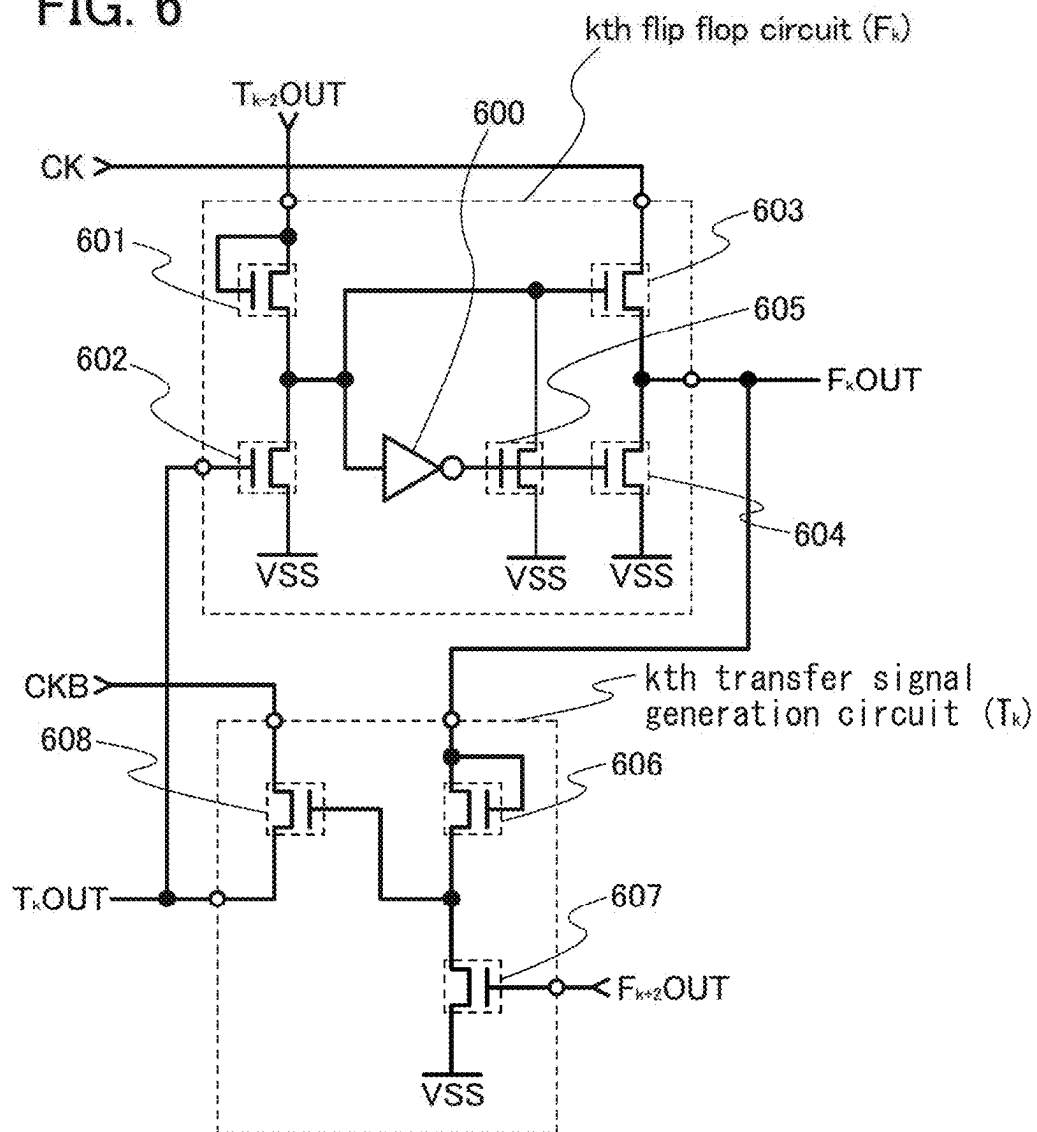 FIG. 6
kth flip flop circuit (Fₖ)
Tₖ₋₂OUT
600
CK
603
601
605
602
FₖOUT
604
VSS
VSS
VSS
CKB
kth transfer signal
generation circuit (Tₖ)
608
606
TₖOUT
607
Fₖ₊₂OUT
VSS